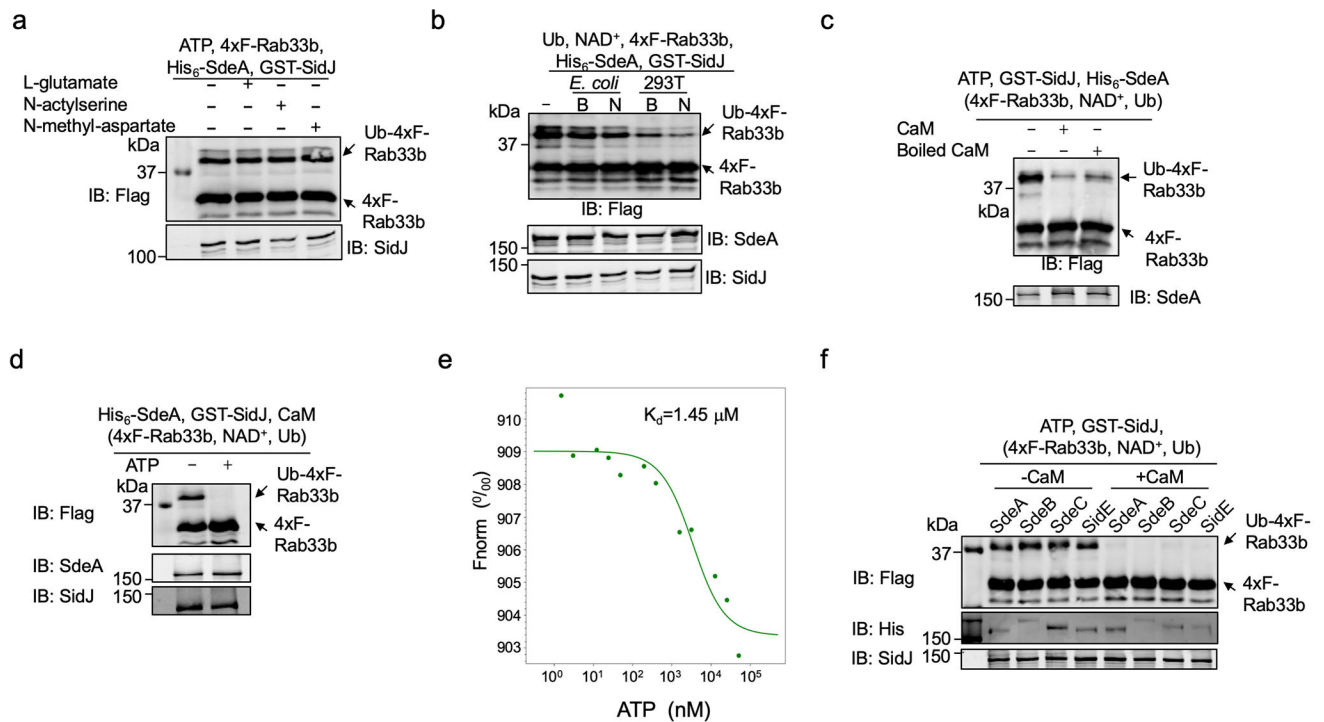 a
ATP, 4xF-Rab33b,
His6-SdeA, GST-SidJ
L-glutamate − + − −
N-actylserine − − + −
N-methyl-aspartate − − − +
kDa
37
IB: Flag
Ub-4xF-
Rab33b
4xF-
Rab33b
100
IB: SidJ
b
Ub, NAD+, 4xF-Rab33b,
His6-SdeA, GST-SidJ
E. coli 293T
− B N B N
kDa
37
Ub-4xF-
Rab33b
4xF-
Rab33b
IB: Flag
150
IB: SdeA
150
IB: SidJ
c
ATP, GST-SidJ, His6-SdeA
(4xF-Rab33b, NAD+, Ub)
CaM − + −
Boiled CaM − − +
37
kDa
Ub-4xF-
Rab33b
4xF-
Rab33b
IB: Flag
150
IB: SdeA
d
His6-SdeA, GST-SidJ, CaM
(4xF-Rab33b, NAD+, Ub)
ATP − +
kDa
37
IB: Flag
Ub-4xF-
Rab33b
4xF-
Rab33b
IB: SdeA
150
IB: SidJ
150
e
Kd=1.45 μM
Fnorm (0/00)
910
909
908
907
906
905
904
903
10⁰ 10¹ 10² 10³ 10⁴ 10⁵
ATP (nM)
f
ATP, GST-SidJ,
(4xF-Rab33b, NAD+, Ub)
-CaM +CaM
SdeA SdeB SdeC SidE SdeA SdeB SdeC SidE
kDa
37
IB: Flag
Ub-4xF-
Rab33b
4xF-
Rab33b
IB: His
150
IB: SidJ
150